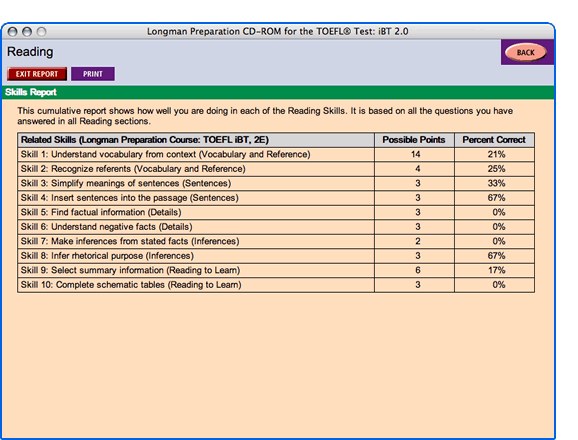 Longman Preparation CD-ROM for the TOEFL® Test: iBT 2.0
Reading
BACK
EXIT REPORT PRINT
Skills Report
This cumulative report shows how well you are doing in each of the Reading Skills. It is based on all the questions you have
answered in all Reading sections.
Related Skills (Longman Preparation Course: TOEFL iBT, 2E) Possible Points Percent Correct
Skill 1: Understand vocabulary from context (Vocabulary and Reference) 14 21%
Skill 2: Recognize referents (Vocabulary and Reference) 4 25%
Skill 3: Simplify meanings of sentences (Sentences) 3 33%
Skill 4: Insert sentences into the passage (Sentences) 3 67%
Skill 5: Find factual information (Details) 3 0%
Skill 6: Understand negative facts (Details) 3 0%
Skill 7: Make inferences from stated facts (Inferences) 2 0%
Skill 8: Infer rhetorical purpose (Inferences) 3 67%
Skill 9: Select summary information (Reading to Learn) 6 17%
Skill 10: Complete schematic tables (Reading to Learn) 3 0%